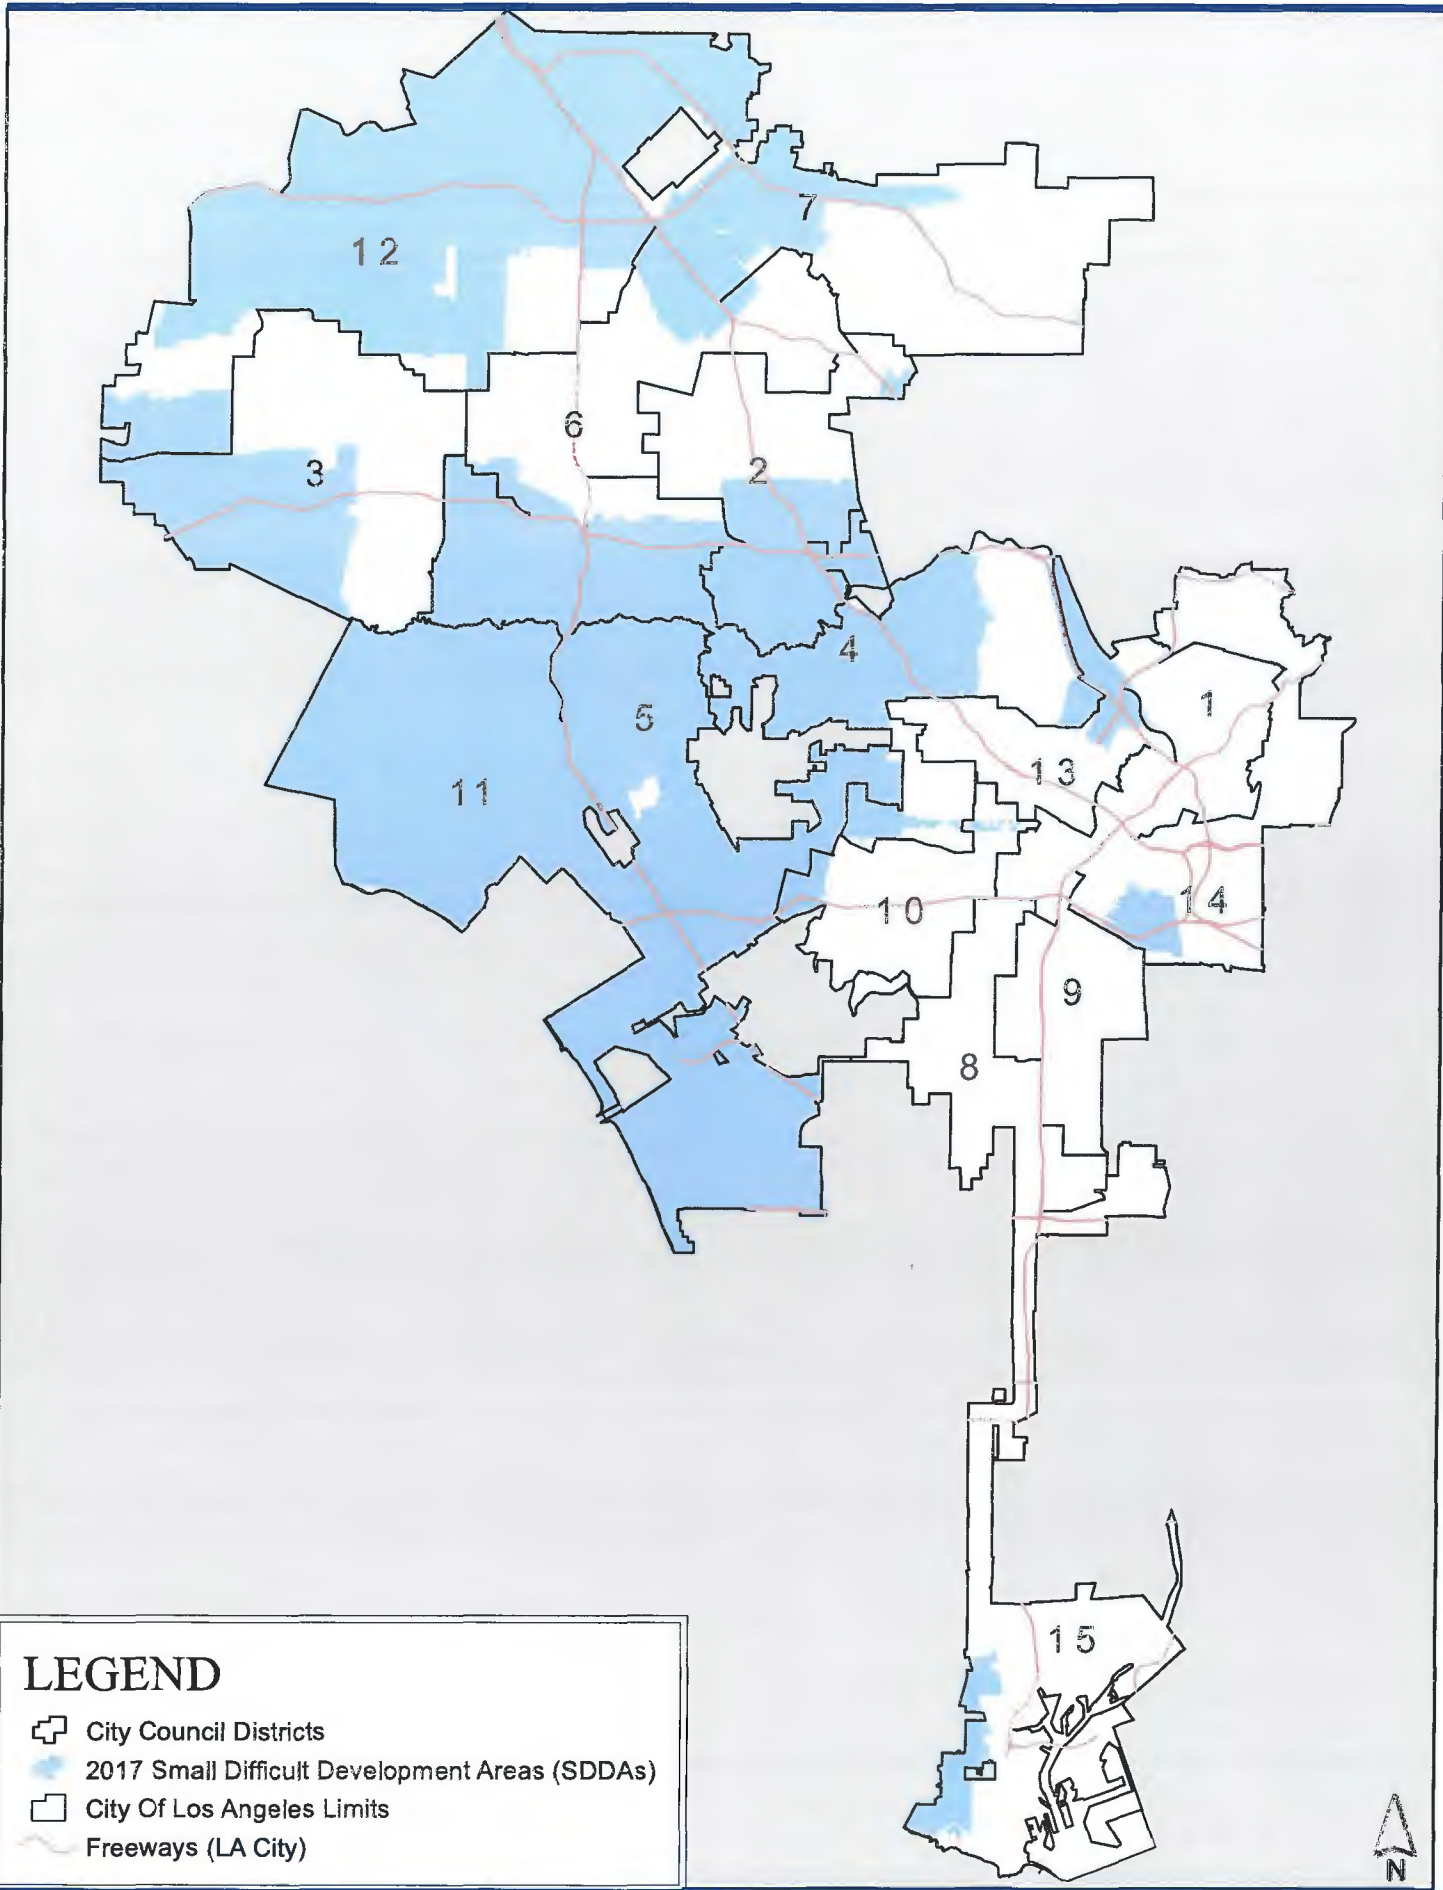 7
12
6
3
2
4
1
5
13
11
14
10
9
8
15
LEGEND
City Council Districts
2017 Small Difficult Development Areas (SDDAs)
City Of Los Angeles Limits
Freeways (LA City)
N